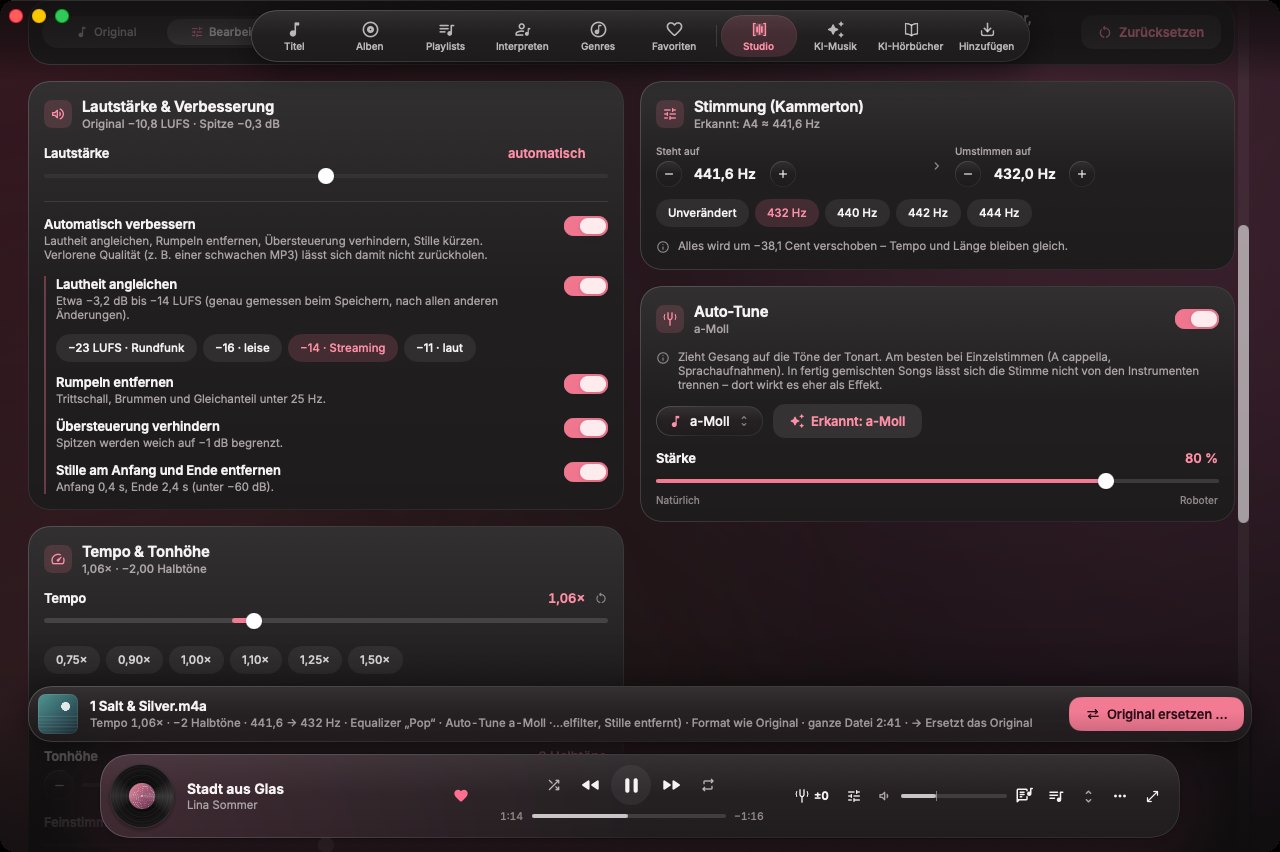 Original
Bearbei
Titel
Alben
Playlists
Interpreten
Genres
Favoriten
Studio
KI-Musik
KI-Hörbücher
Hinzufügen
Zurücksetzen
Lautstärke & Verbesserung
Original −10,8 LUFS · Spitze −0,3 dB
Lautstärke
automatisch
Automatisch verbessern
Lautheit angleichen, Rumpeln entfernen, Übersteuerung verhindern, Stille kürzen.
Verlorene Qualität (z. B. einer schwachen MP3) lässt sich damit nicht zurückholen.
Lautheit angleichen
Etwa −3,2 dB bis −14 LUFS (genau gemessen beim Speichern, nach allen anderen
Änderungen).
−23 LUFS · Rundfunk
−16 · leise
−14 · Streaming
−11 · laut
Rumpeln entfernen
Trittschall, Brummen und Gleichanteil unter 25 Hz.
Übersteuerung verhindern
Spitzen werden weich auf −1 dB begrenzt.
Stille am Anfang und Ende entfernen
Anfang 0,4 s, Ende 2,4 s (unter −60 dB).
Stimmung (Kammerton)
Erkannt: A4 ≈ 441,6 Hz
Steht auf
Umstimmen auf
441,6 Hz
432,0 Hz
Unverändert
432 Hz
440 Hz
442 Hz
444 Hz
Alles wird um −38,1 Cent verschoben – Tempo und Länge bleiben gleich.
Auto-Tune
a-Moll
Zieht Gesang auf die Töne der Tonart. Am besten bei Einzelstimmen (A cappella,
Sprachaufnahmen). In fertig gemischten Songs lässt sich die Stimme nicht von den Instrumenten
trennen – dort wirkt es eher als Effekt.
a-Moll
Erkannt: a-Moll
Stärke
80 %
Natürlich
Roboter
Tempo & Tonhöhe
1,06× · −2,00 Halbtöne
Tempo
1,06×
0,75×
0,90×
1,00×
1,10×
1,25×
1,50×
1 Salt & Silver.m4a
Tempo 1,06× · −2 Halbtöne · 441,6 → 432 Hz · Equalizer „Pop“ · Auto-Tune a-Moll ·...elfilter, Stille entfernt) · Format wie Original · ganze Datei 2:41 · → Ersetzt das Original
Original ersetzen ...
Tonhöhe
Stadt aus Glas
Lina Sommer
1:14
−1:16
±0
Feinstimm